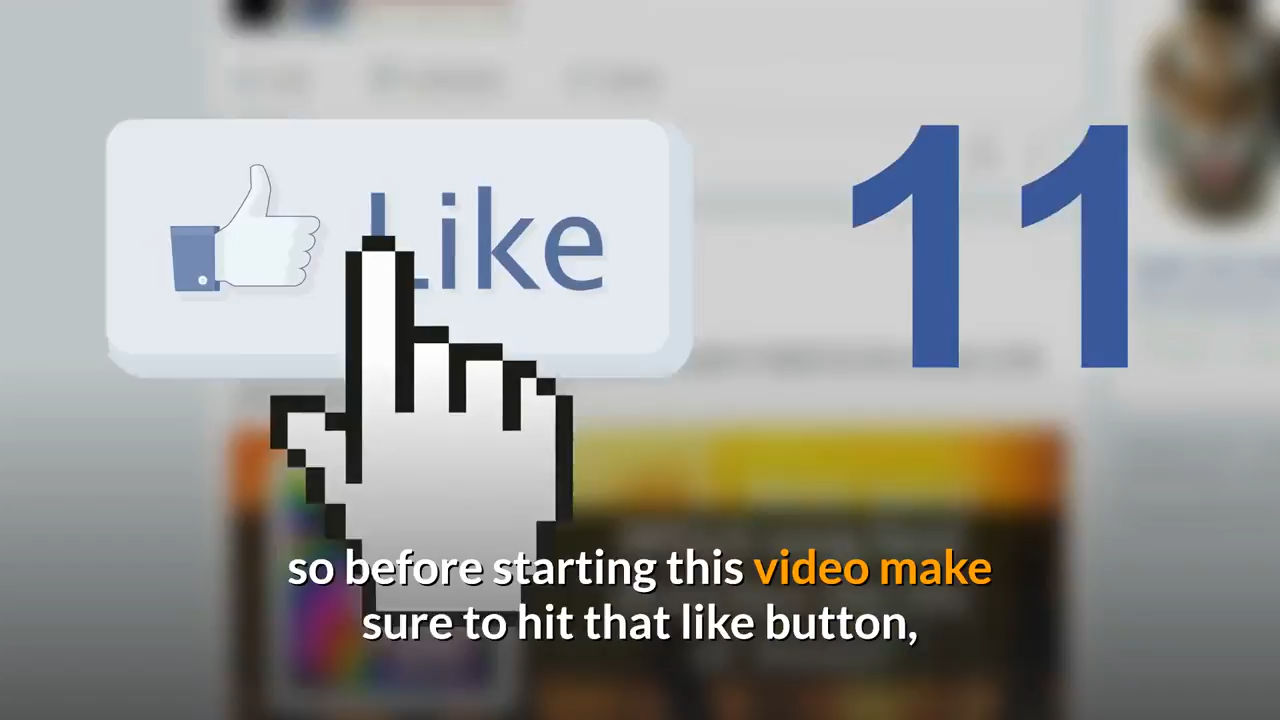 Like
11
so before starting this video make
sure to hit that like button,